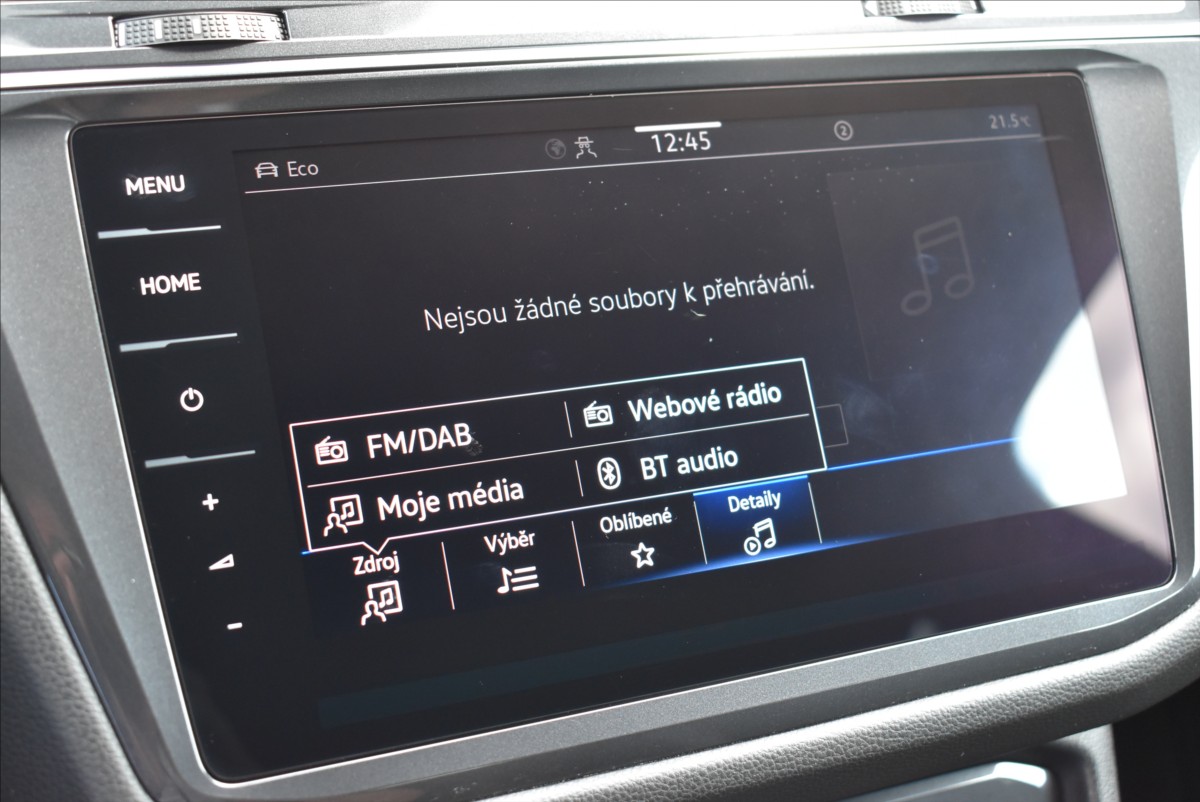 12:45
2
21.5°C
Eco
MENU
HOME
Nejsou žádné soubory k přehrávání.
FM/DAB
Webové rádio
Moje média
BT audio
Zdroj
Výběr
Oblíbené
Detaily
+
-